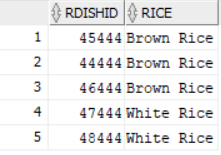 RDISHID RICE
1 45444 Brown Rice
2 44444 Brown Rice
3 46444 Brown Rice
4 47444 White Rice
5 48444 White Rice